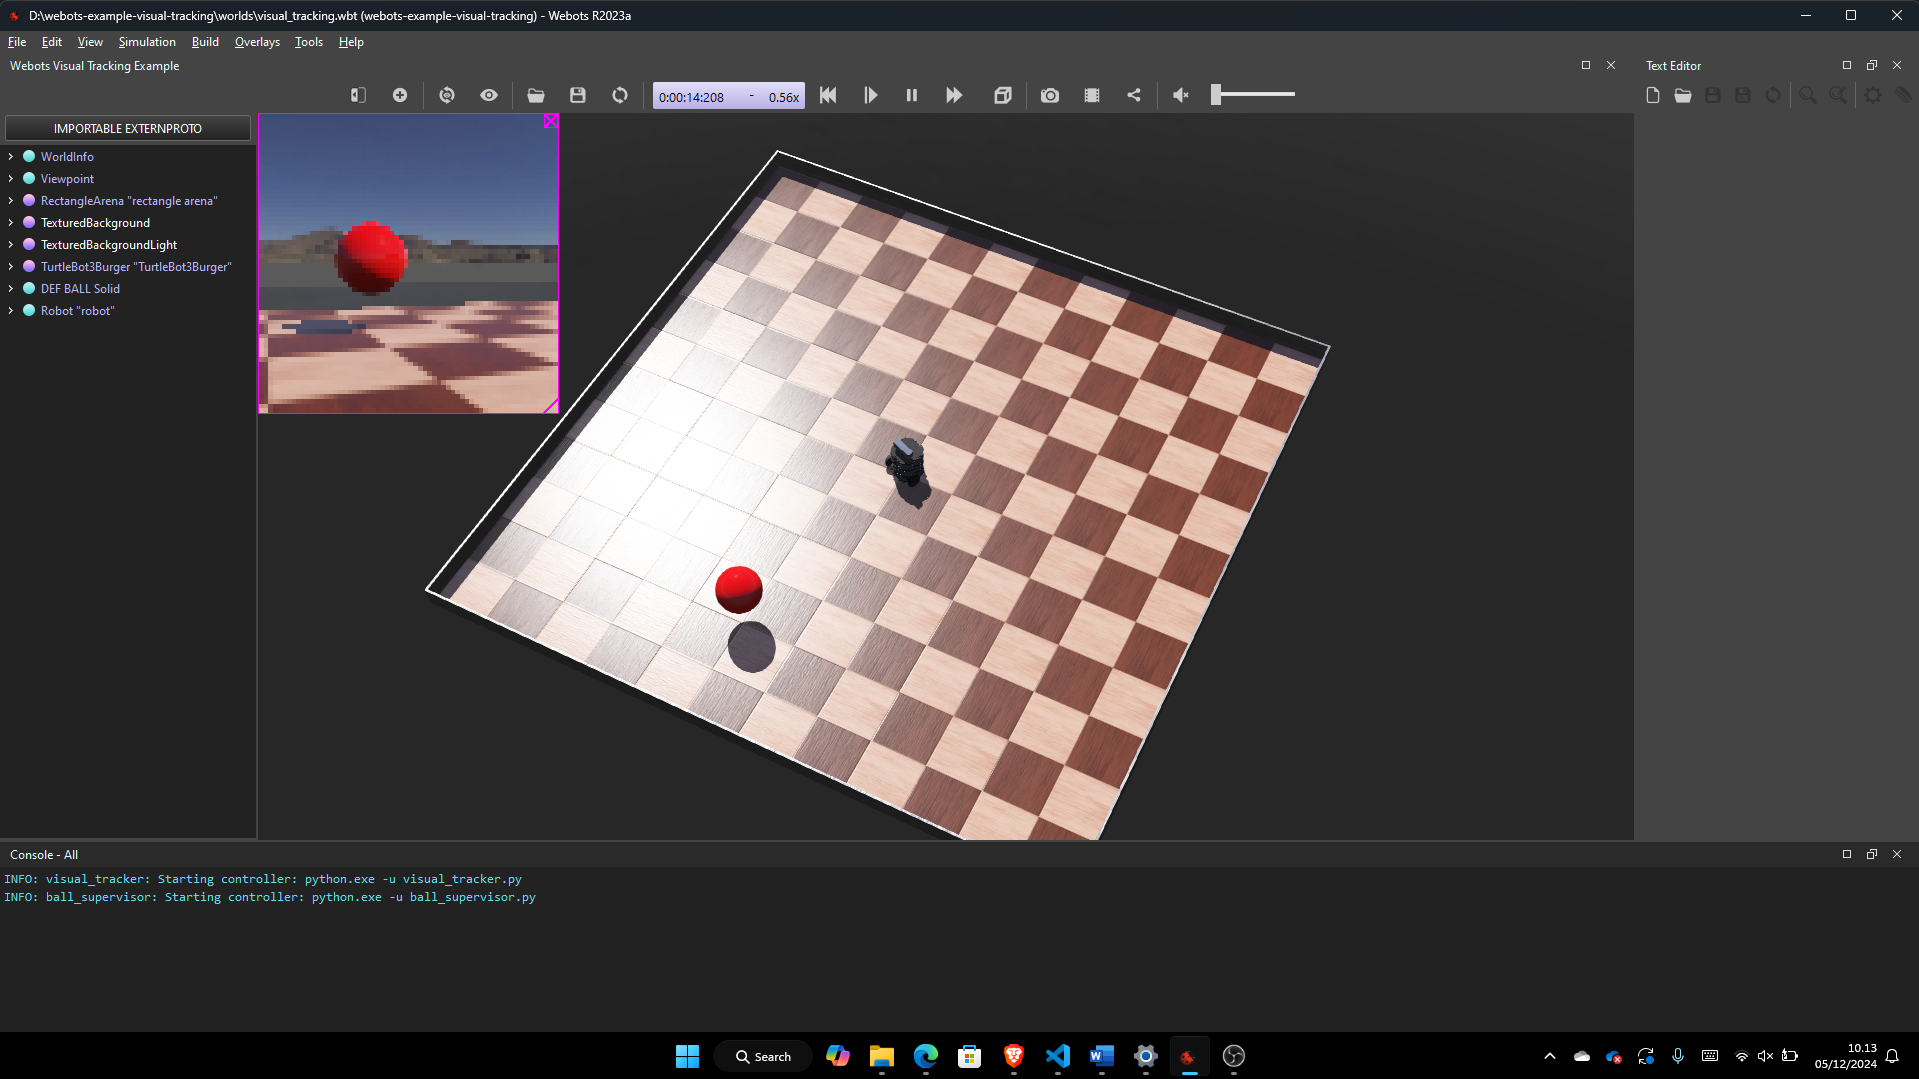 D:\webots-example-visual-tracking\worlds\visual_tracking.wbt (webots-example-visual-tracking) - Webots R2023a
File Edit View Simulation Build Overlays Tools Help
Webots Visual Tracking Example
Text Editor
0:00:14:208 - 0.56x
IMPORTABLE EXTERNPROTO
WorldInfo
Viewpoint
RectangleArena "rectangle arena"
TexturedBackground
TexturedBackgroundLight
TurtleBot3Burger "TurtleBot3Burger"
DEF BALL Solid
Robot "robot"
Console - All
INFO: visual_tracker: Starting controller: python.exe -u visual_tracker.py
INFO: ball_supervisor: Starting controller: python.exe -u ball_supervisor.py
Search
10.13
05/12/2024